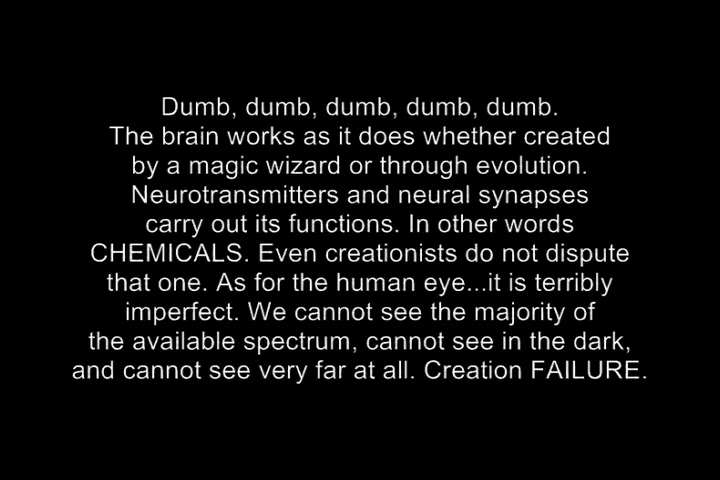 Dumb, dumb, dumb, dumb, dumb.
The brain works as it does whether created
by a magic wizard or through evolution.
Neurotransmitters and neural synapses
carry out its functions. In other words
CHEMICALS. Even creationists do not dispute
that one. As for the human eye...it is terribly
imperfect. We cannot see the majority of
the available spectrum, cannot see in the dark,
and cannot see very far at all. Creation FAILURE.